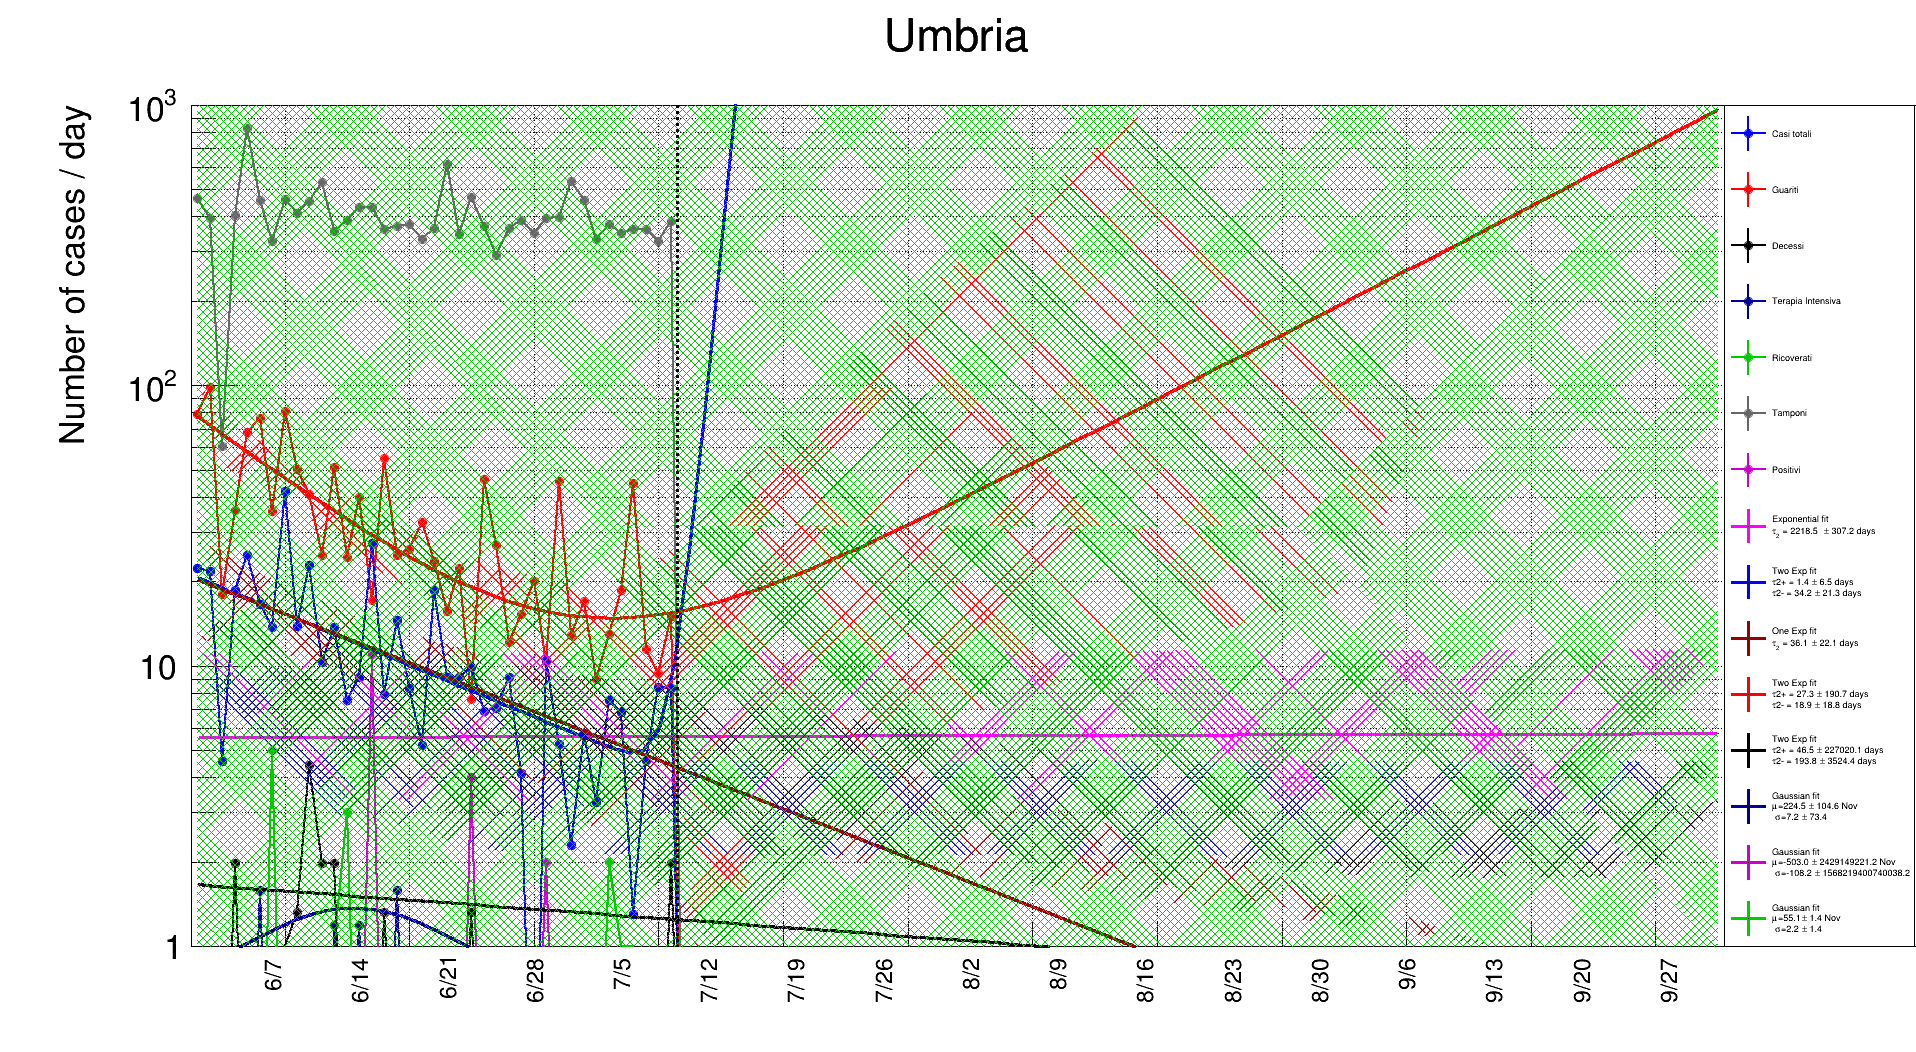 Umbria
Number of cases / day
10³
10²
10
1
6/7
6/14
6/21
6/28
7/5
7/12
7/19
7/26
8/2
8/9
8/16
8/23
8/30
9/6
9/13
9/20
9/27
Casi totali
Guariti
Decessi
Terapia Intensiva
Ricoverati
Tamponi
Positivi
Exponential fit
τ₂ = 2218.5 ± 307.2 days
Two Exp fit
τ2+ = 1.4 ± 6.5 days
τ2- = 34.2 ± 21.3 days
One Exp fit
τ₂ = 36.1 ± 22.1 days
Two Exp fit
τ2+ = 27.3 ± 190.7 days
τ2- = 18.9 ± 18.8 days
Two Exp fit
τ2+ = 46.5 ± 227020.1 days
τ2- = 193.8 ± 3524.4 days
Gaussian fit
μ=224.5 ± 104.6 Nov
σ=7.2 ± 73.4
Gaussian fit
μ=-503.0 ± 2429149221.2 Nov
σ=-108.2 ± 1568219400740038.2
Gaussian fit
μ=55.1 ± 1.4 Nov
σ=2.2 ± 1.4